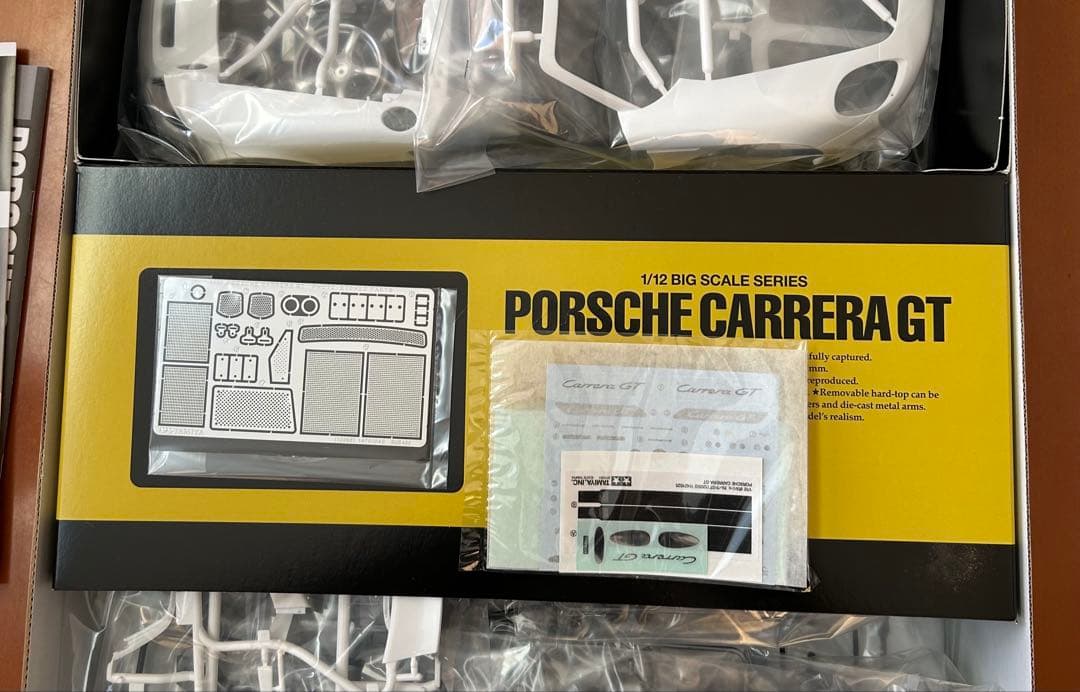 1/12 BIG SCALE SERIES
PORSCHE CARRERA GT
fully captured.
mm.
reproduced.
★Removable hard-top can be
ers and die-cast metal arms.
del's realism.
Carrera GT
Carrera GT
PORSCHE CARRERA GT
TAMIYA, INC.
Carrera GT